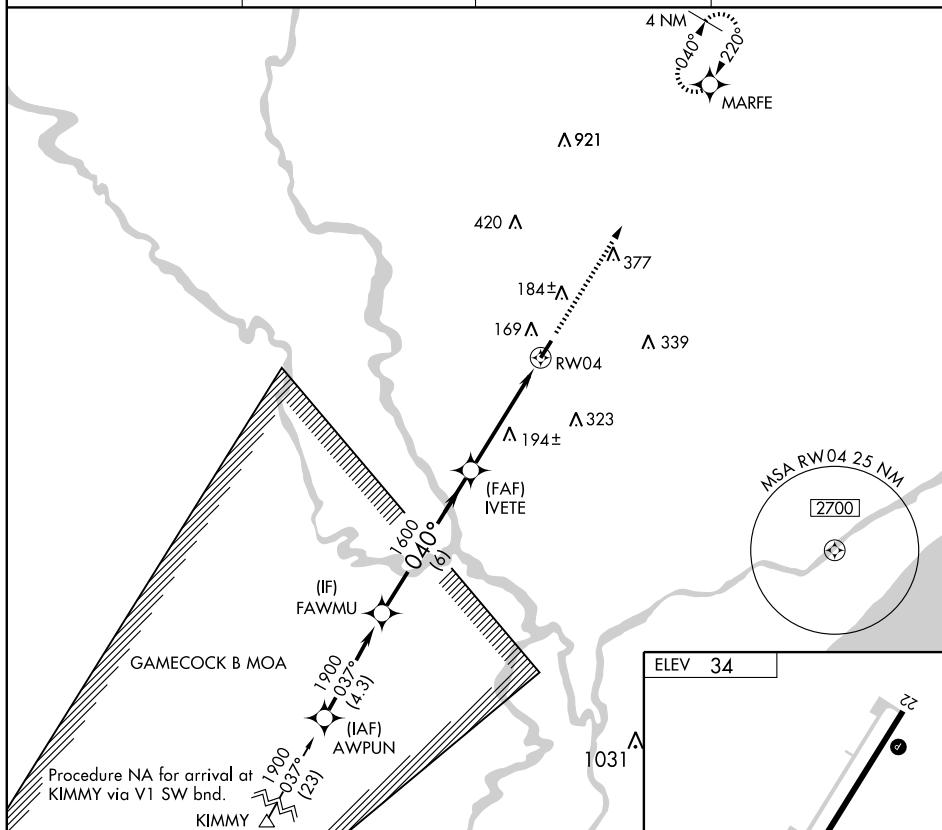 4 NM
040°
220°
MARFE
921
420
377
184±
169
339
RW04
323
194±
(FAF)
IVETE
MSA RW04 25 NM
2700
1600
040°
(6)
(IF)
FAWMU
GAMECOCK B MOA
1900
037°
(4.3)
(IAF)
AWPUN
ELEV 34
22
P
1031
Procedure NA for arrival at
KIMMY via V1 SW bnd.
1900
037°
(23)
KIMMY